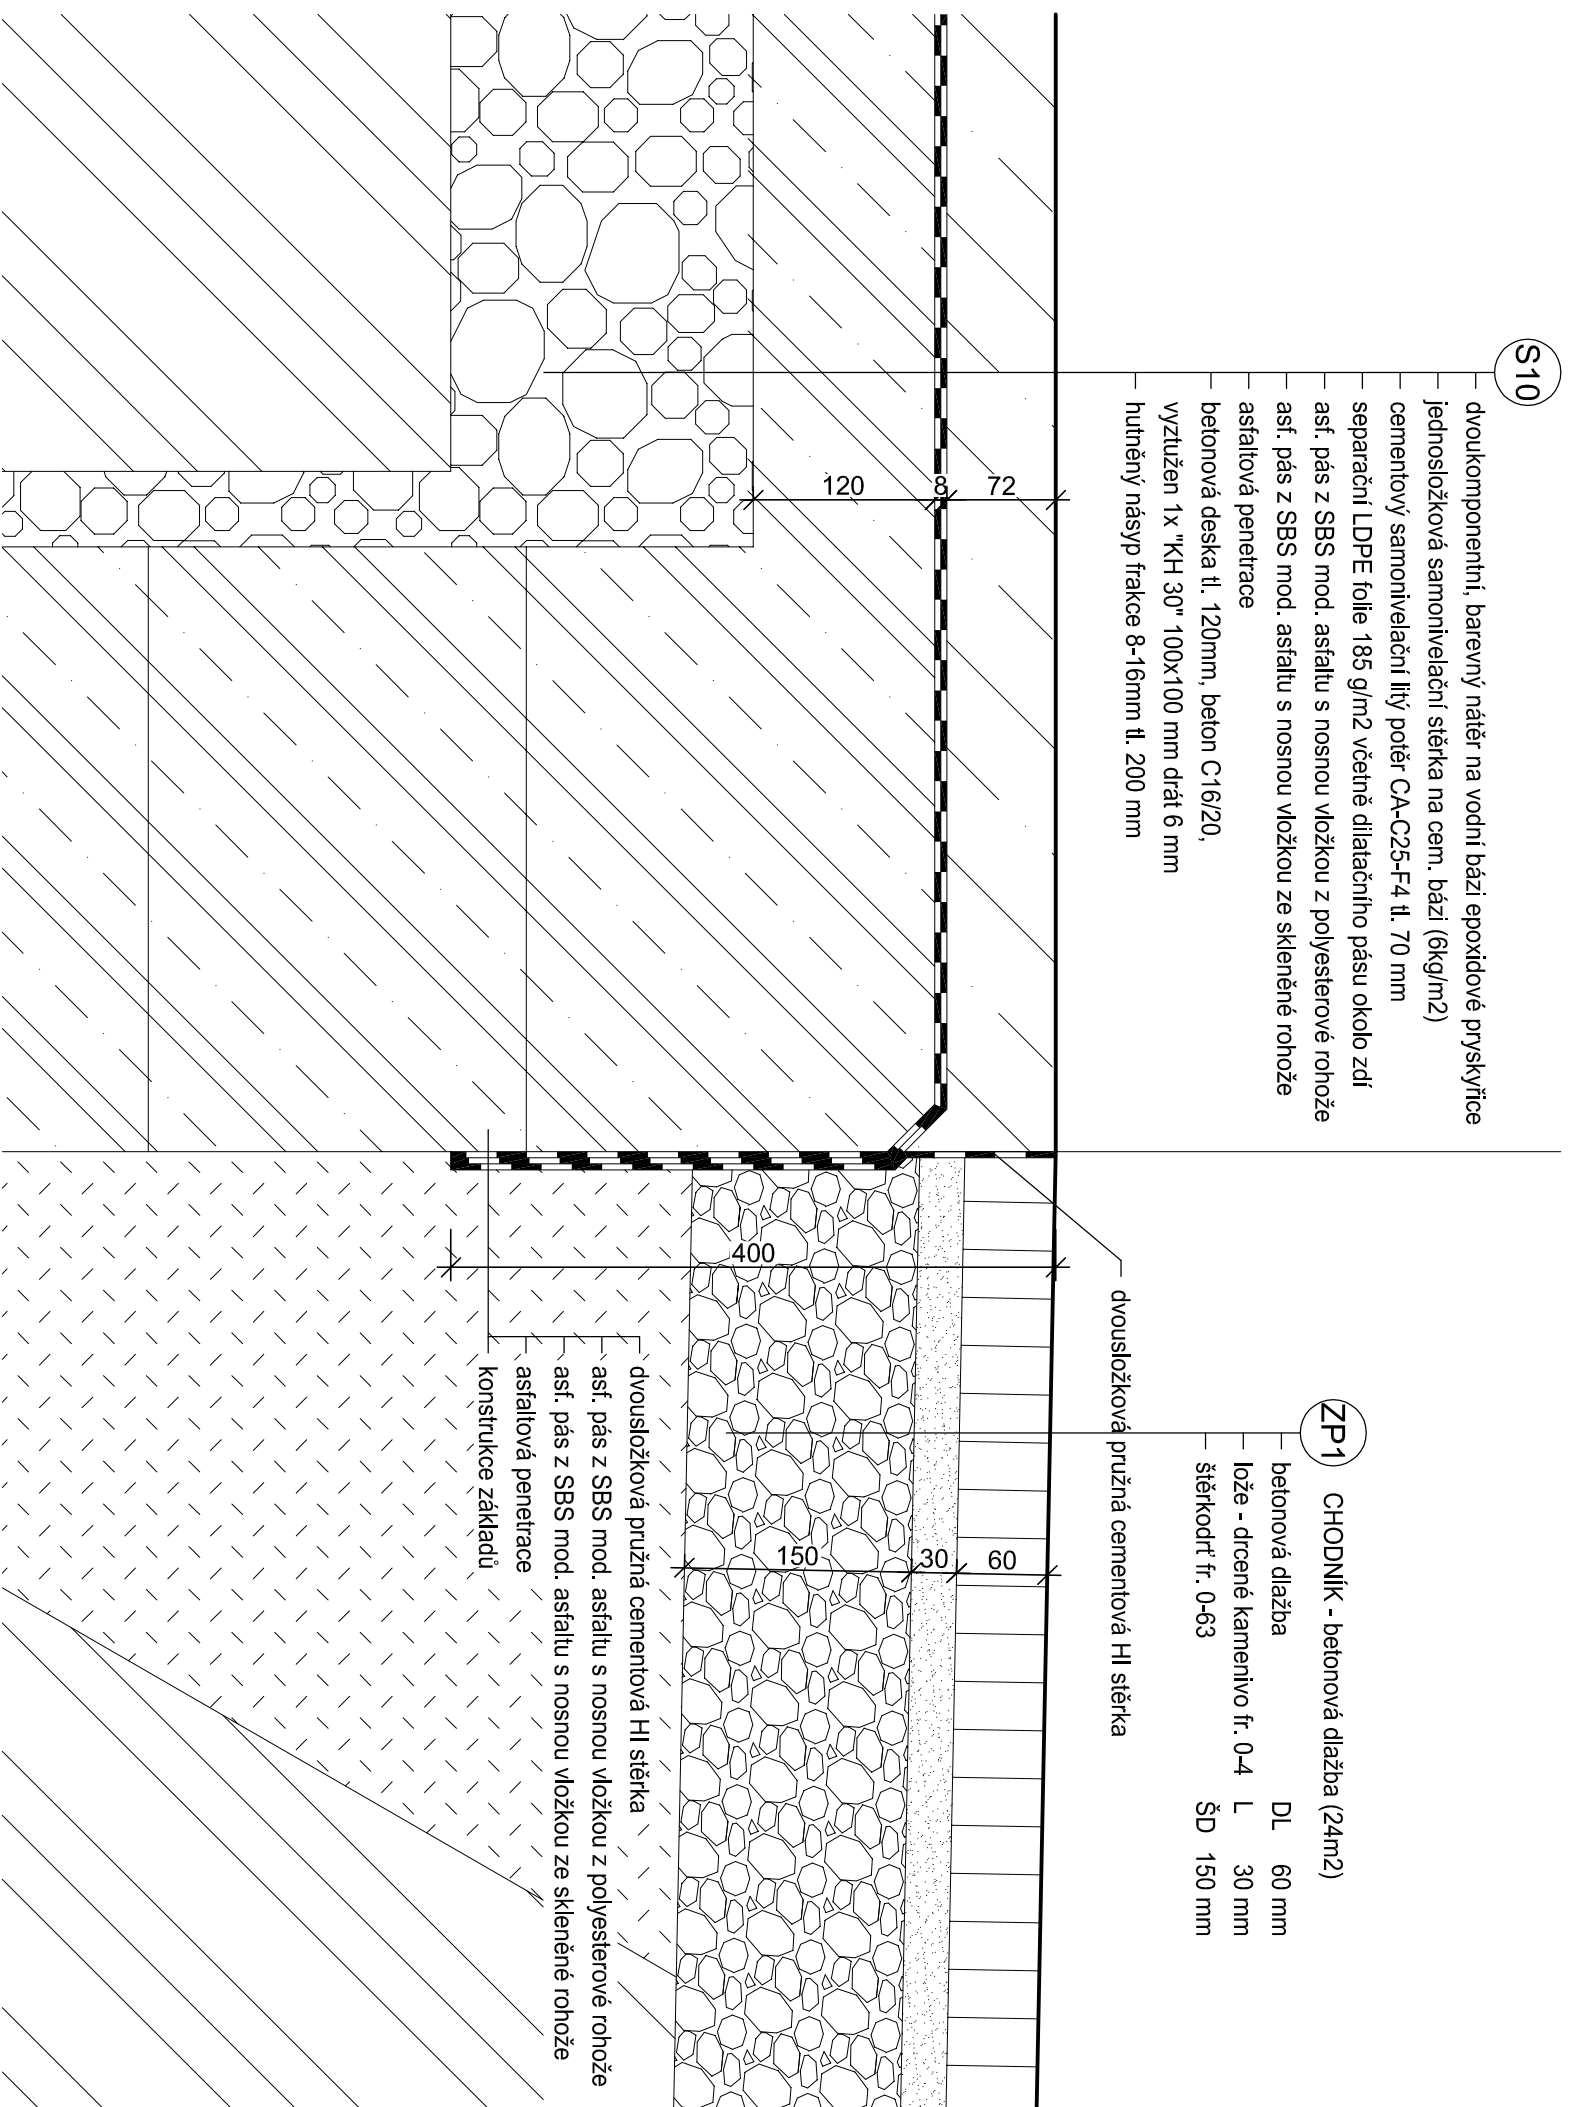 S10
dvoukomponentní, barevný nátěr na vodní bázi epoxidové pryskyřice
jednosložková samonivelační stěrka na cem. bázi (6kg/m2)
cementový samonivelační litý potěr CA-C25-F4 tl. 70 mm
separační LDPE folie 185 g/m2 včetně dilatačního pásu okolo zdí
asf. pás z SBS mod. asfaltu s nosnou vložkou z polyesterové rohože
asf. pás z SBS mod. asfaltu s nosnou vložkou ze skleněné rohože
asfaltová penetrace
betonová deska tl. 120mm, beton C16/20,
vyztužen 1x "KH 30" 100x100 mm drát 6 mm
hutněný násyp frakce 8-16mm tl. 200 mm
ZP1 CHODNÍK - betonová dlažba (24m2)
betonová dlažba DL 60 mm
lože - drcené kamenivo fr. 0-4 L 30 mm
štěrkodrť fr. 0-63 ŠD 150 mm
dvousložková pružná cementová HI stěrka
72
8
120
400
60
30
150
dvousložková pružná cementová HI stěrka
asf. pás z SBS mod. asfaltu s nosnou vložkou z polyesterové rohože
asf. pás z SBS mod. asfaltu s nosnou vložkou ze skleněné rohože
asfaltová penetrace
konstrukce základů